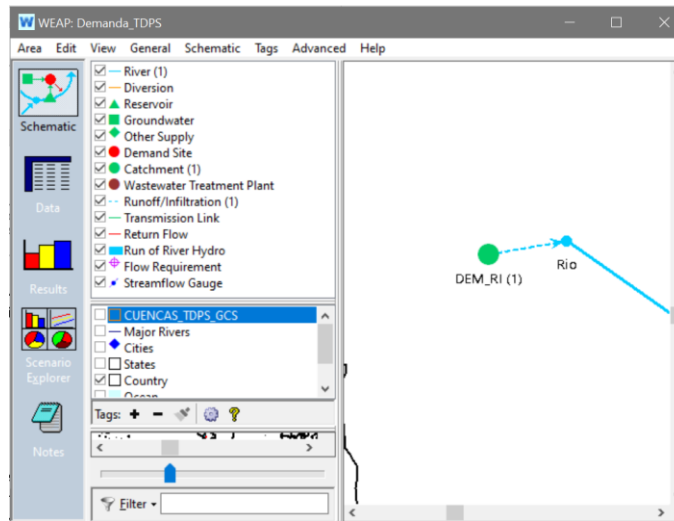 WEAP: Demanda_TDPS
Area Edit View General Schematic Tags Advanced Help
Schematic
Data
Results
Scenario
Explorer
Notes
River (1)
Diversion
Reservoir
Groundwater
Other Supply
Demand Site
Catchment (1)
Wastewater Treatment Plant
Runoff/Infiltration (1)
Transmission Link
Return Flow
Run of River Hydro
Flow Requirement
Streamflow Gauge
CUENCAS_TDPS_GCS
Major Rivers
Cities
States
Country
Ocean
Tags:
Filter
DEM_RI (1)
Rio